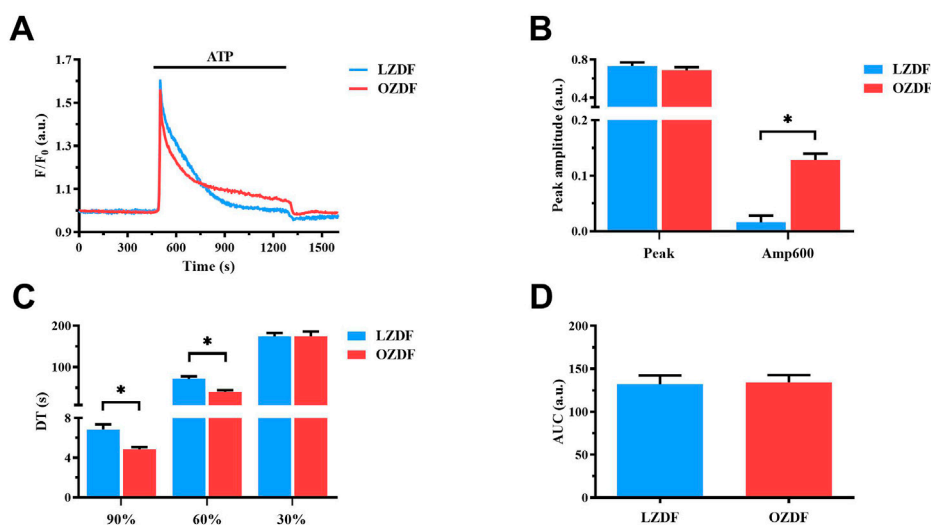 A
ATP
LZDF
OZDF
F/F0 (a.u.)
1.7
1.5
1.3
1.1
0.9
0 300 600 900 1200 1500
Time (s)
B
LZDF
OZDF
Peak amplitude (a.u.)
0.8
0.4
0.2
0.1
0.0
*
Peak Amp600
C
LZDF
OZDF
DT (s)
200
100
8
4
0
* *
90% 60% 30%
D
AUC (a.u.)
200
150
100
50
0
LZDF OZDF